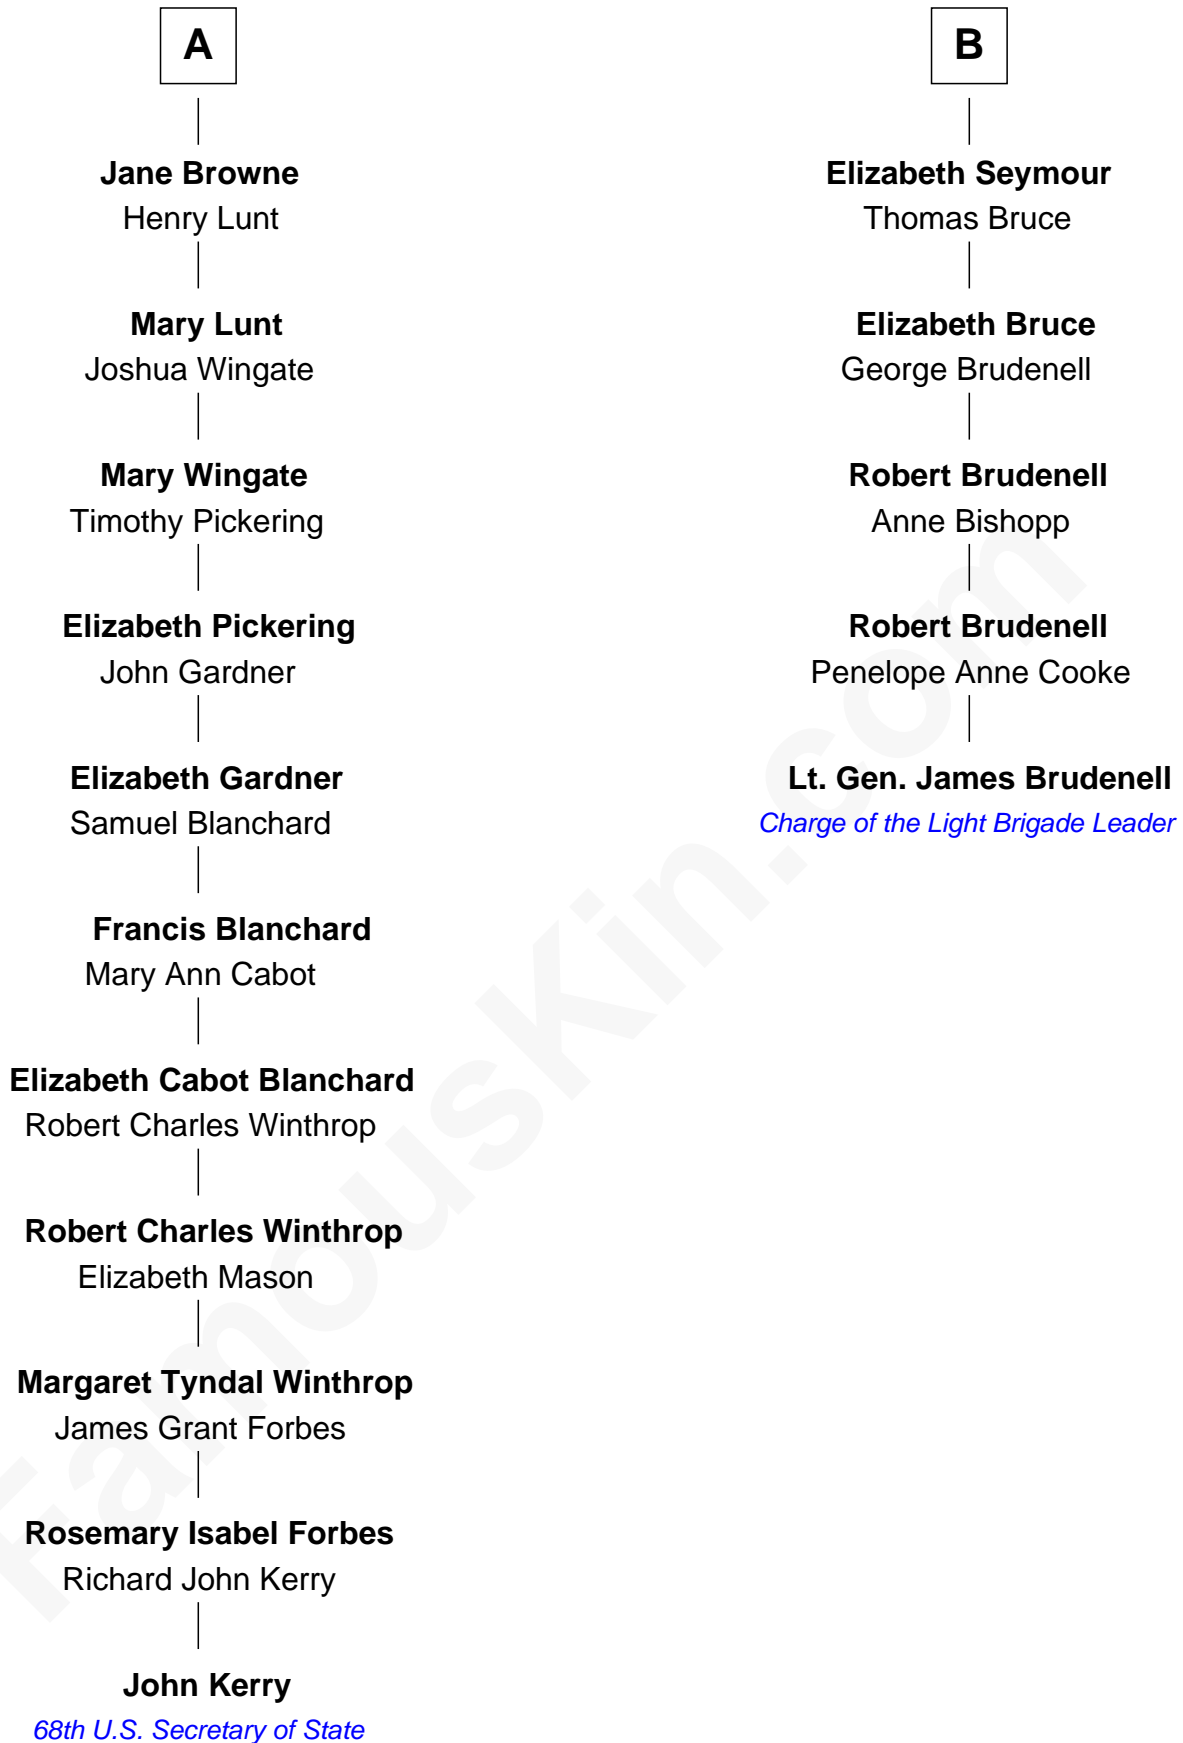 A
Jane Browne
Henry Lunt
Mary Lunt
Joshua Wingate
Mary Wingate
Timothy Pickering
Elizabeth Pickering
John Gardner
Elizabeth Gardner
Samuel Blanchard
Francis Blanchard
Mary Ann Cabot
Elizabeth Cabot Blanchard
Robert Charles Winthrop
Robert Charles Winthrop
Elizabeth Mason
Margaret Tyndal Winthrop
James Grant Forbes
Rosemary Isabel Forbes
Richard John Kerry
John Kerry
68th U.S. Secretary of State
B
Elizabeth Seymour
Thomas Bruce
Elizabeth Bruce
George Brudenell
Robert Brudenell
Anne Bishopp
Robert Brudenell
Penelope Anne Cooke
Lt. Gen. James Brudenell
Charge of the Light Brigade Leader
FamousKin.com